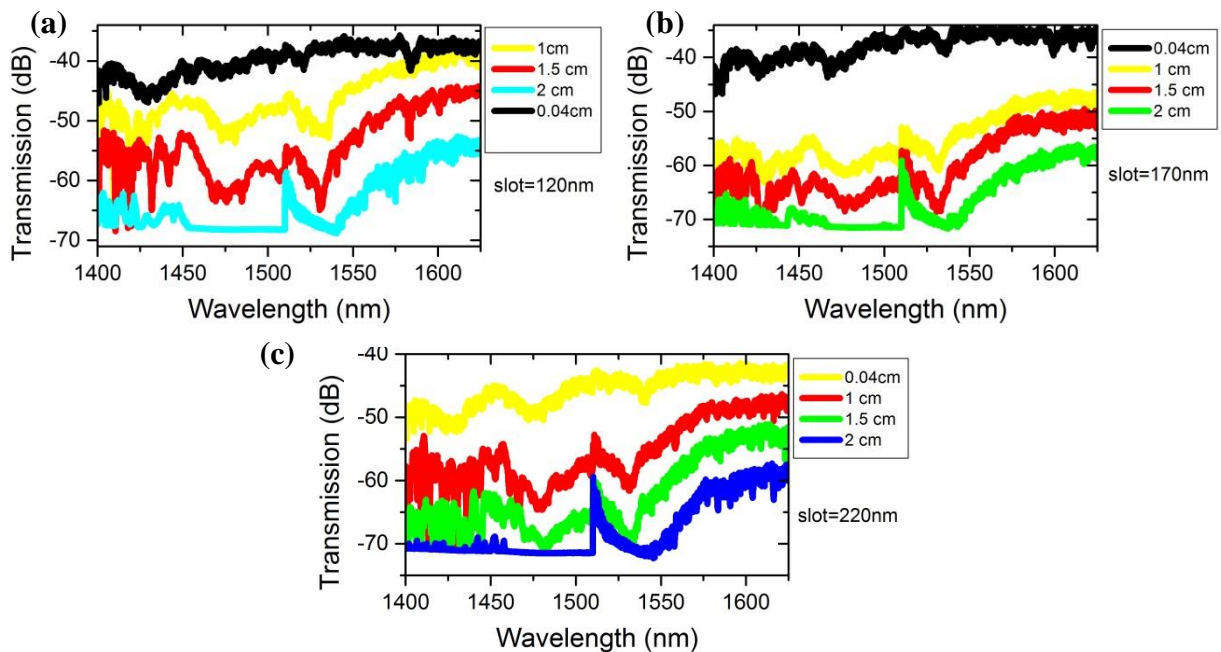 (a)
Transmission (dB)
-40
-50
-60
-70
1400 1450 1500 1550 1600
Wavelength (nm)
1cm
1.5 cm
2 cm
0.04cm
slot=120nm
(b)
Transmission (dB)
-40
-50
-60
-70
1400 1450 1500 1550 1600
Wavelength (nm)
0.04cm
1 cm
1.5 cm
2 cm
slot=170nm
(c)
Transmission (dB)
-40
-50
-60
-70
1400 1450 1500 1550 1600
Wavelength (nm)
0.04cm
1 cm
1.5 cm
2 cm
slot=220nm